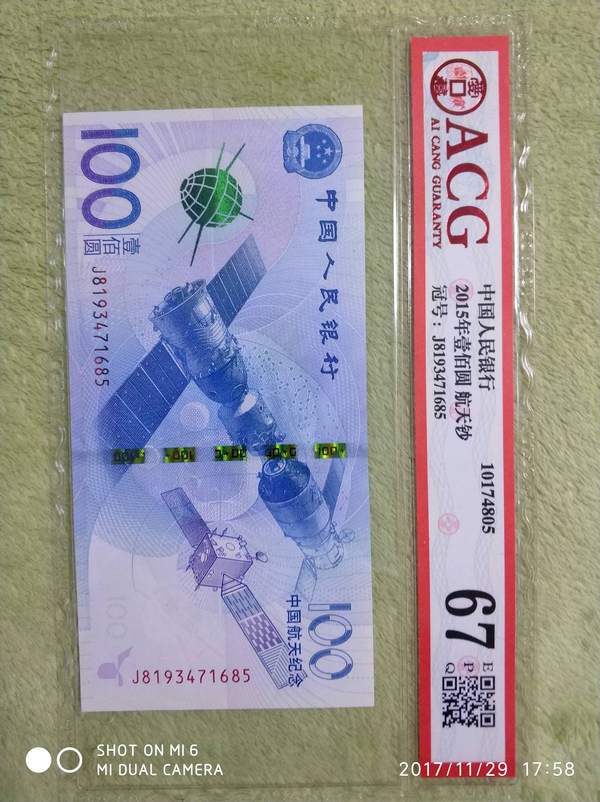 中国人民银行
100
壹佰圆
J8193471685
100
中国航天纪念
100
J8193471685
ACG
AI CANG GUARANTY
中国人民银行
2015年壹佰圆 航天钞
冠号：J8193471685
10174805
67
E
P
Q
SHOT ON MI 6
MI DUAL CAMERA
2017/11/29 17:58